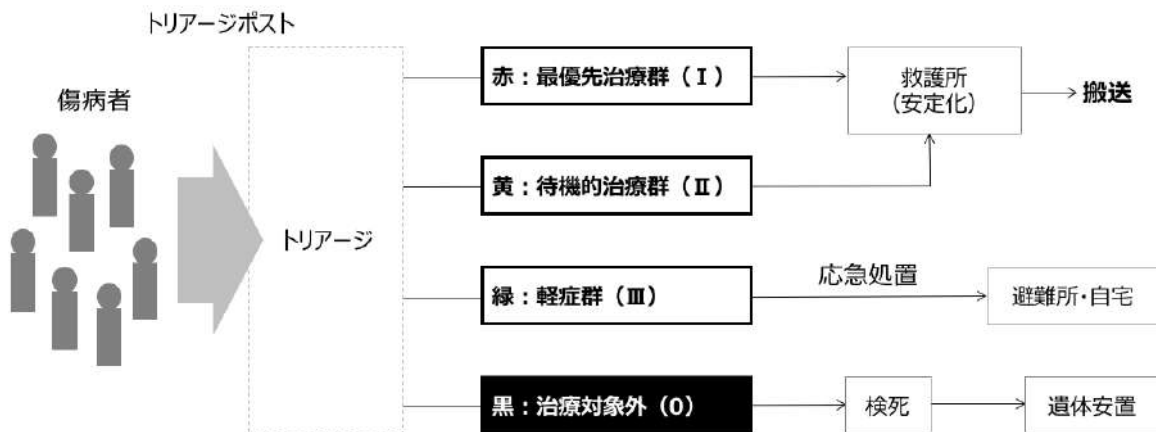 トリアージポスト
傷病者
トリアージ
赤：最優先治療群（Ⅰ）
救護所
（安定化）
搬送
黄：待機的治療群（Ⅱ）
緑：軽症群（Ⅲ）
応急処置
避難所・自宅
黒：治療対象外（0）
検死
遺体安置